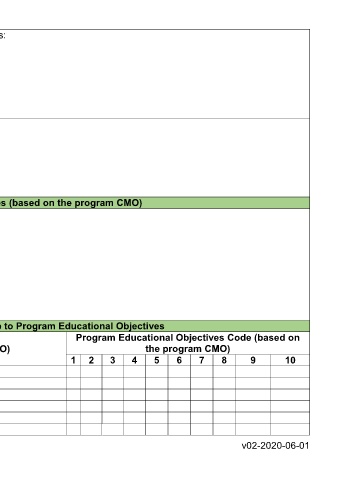 s:
s (based on the program CMO)
to Program Educational Objectives
O)
Program Educational Objectives Code (based on
the program CMO)
1 2 3 4 5 6 7 8 9 10
v02-2020-06-01